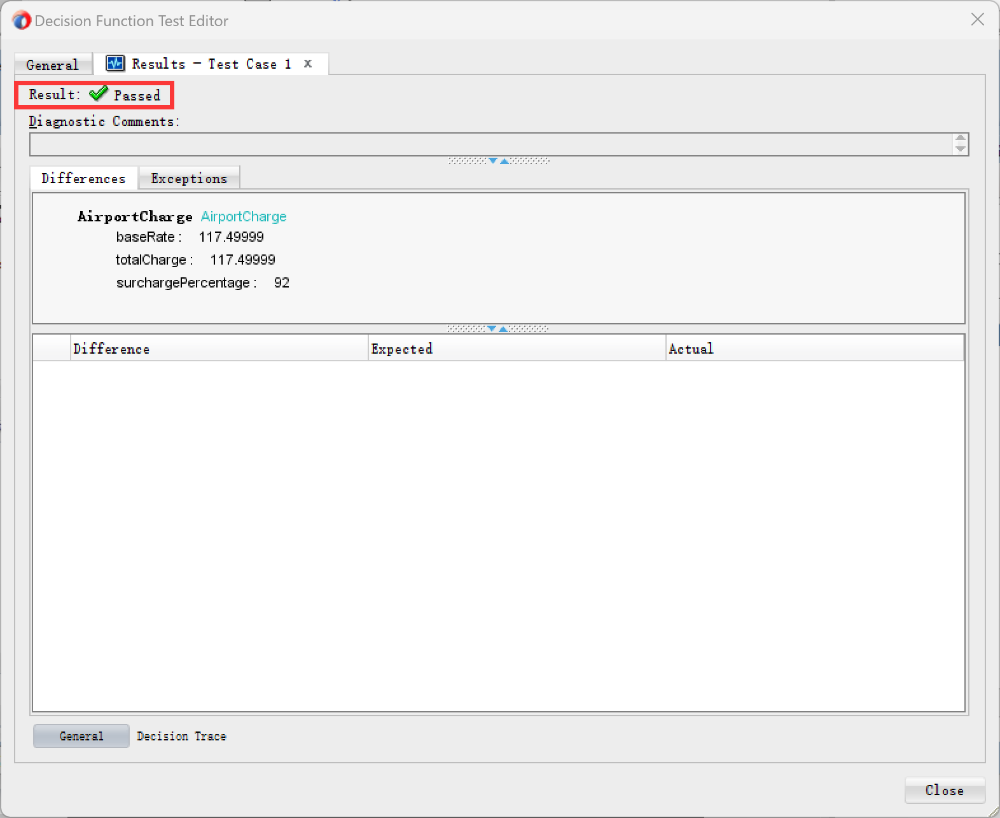 Decision Function Test Editor
General
Results - Test Case 1 x
Result: Passed
Diagnostic Comments:
Differences Exceptions
AirportCharge AirportCharge
baseRate : 117.49999
totalCharge : 117.49999
surchargePercentage : 92
Difference Expected Actual
General Decision Trace
Close